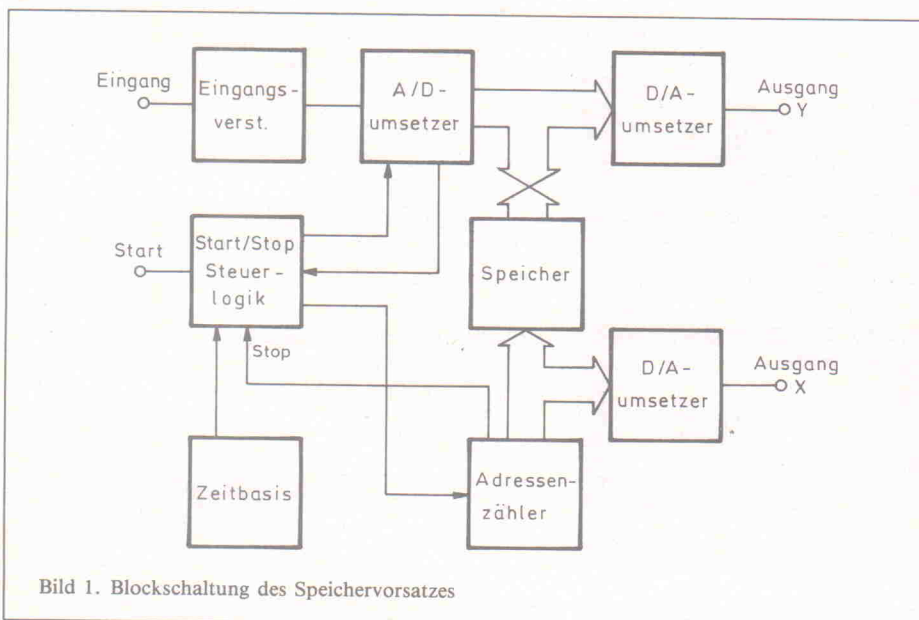 Eingang
Eingangs-
verst.
A/D-
umsetzer
D/A-
umsetzer
Ausgang
Y
Start
Start/Stop
Steuer-
logik
Speicher
Stop
D/A-
umsetzer
Ausgang
X
Zeitbasis
Adressen-
zähler
Bild 1. Blockschaltung des Speichervorsatzes